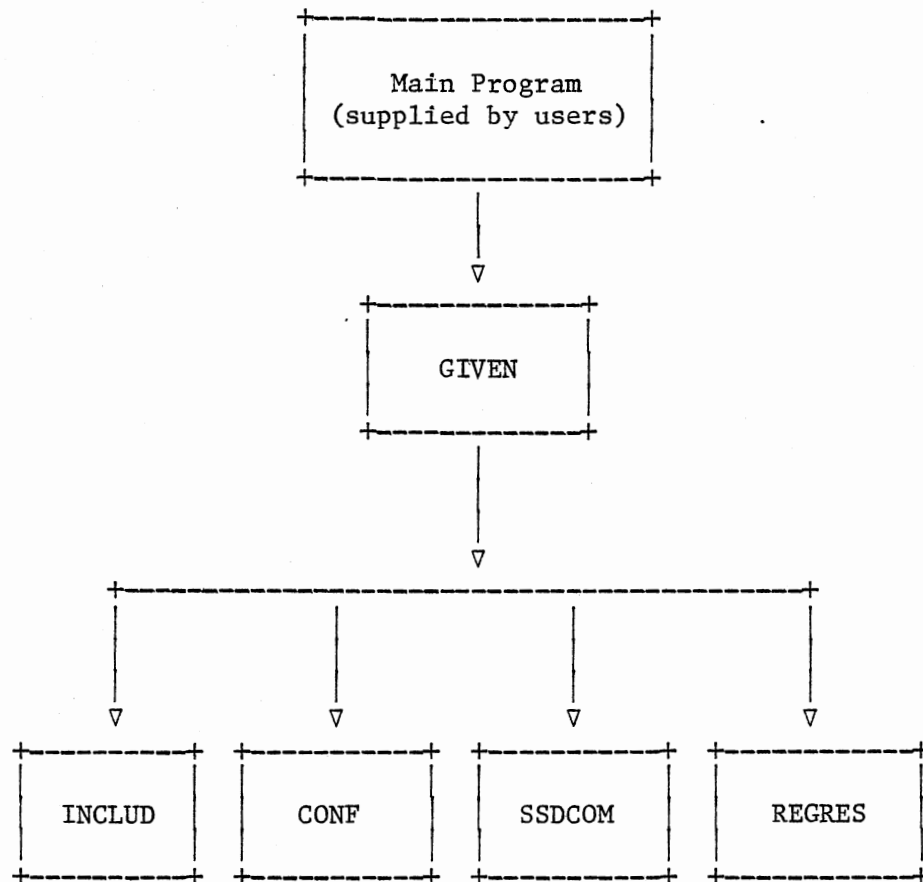 Main Program
(supplied by users)
GIVEN
INCLUD CONF SSDCOM REGRES